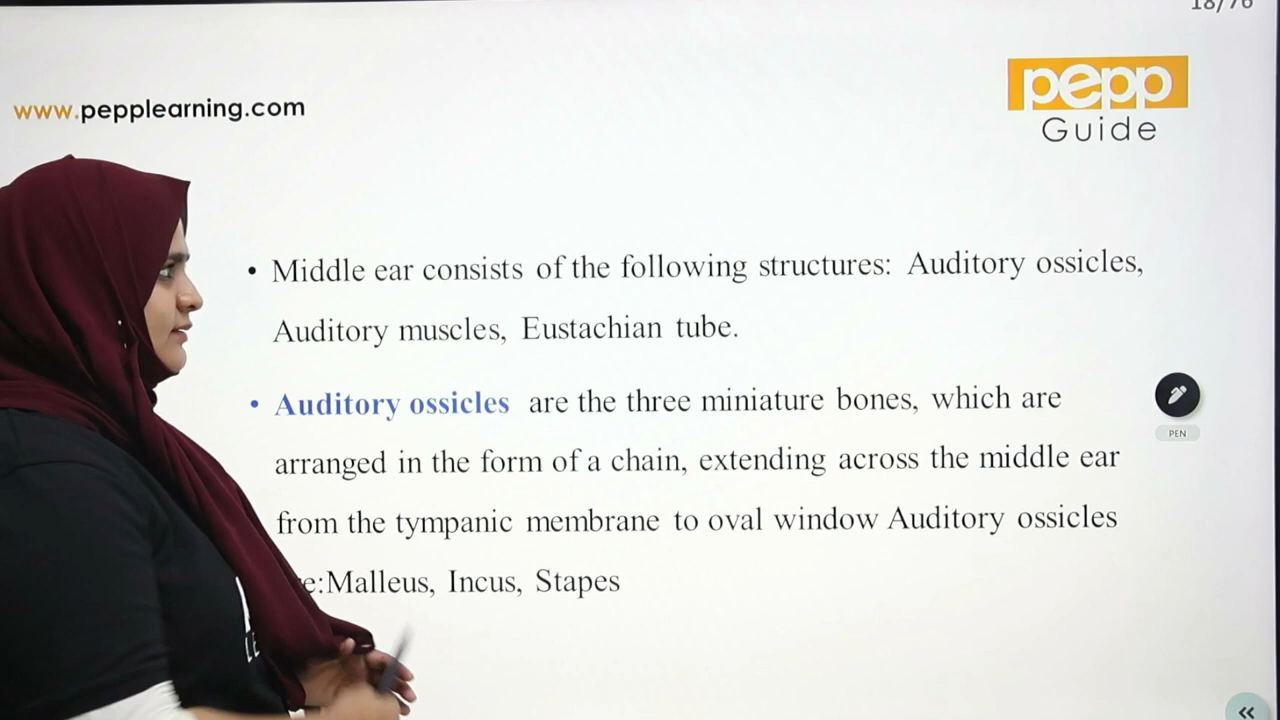 18/76
www.pepplearning.com
pepp
Guide
• Middle ear consists of the following structures: Auditory ossicles,
Auditory muscles, Eustachian tube.
• Auditory ossicles are the three miniature bones, which are
arranged in the form of a chain, extending across the middle ear
from the tympanic membrane to oval window Auditory ossicles
e:Malleus, Incus, Stapes
PEN